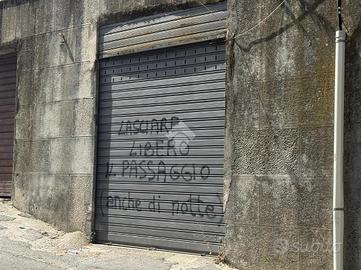 LASCIARE
LIBERO
IL PASSAGGIO
(anche di notte)
subito